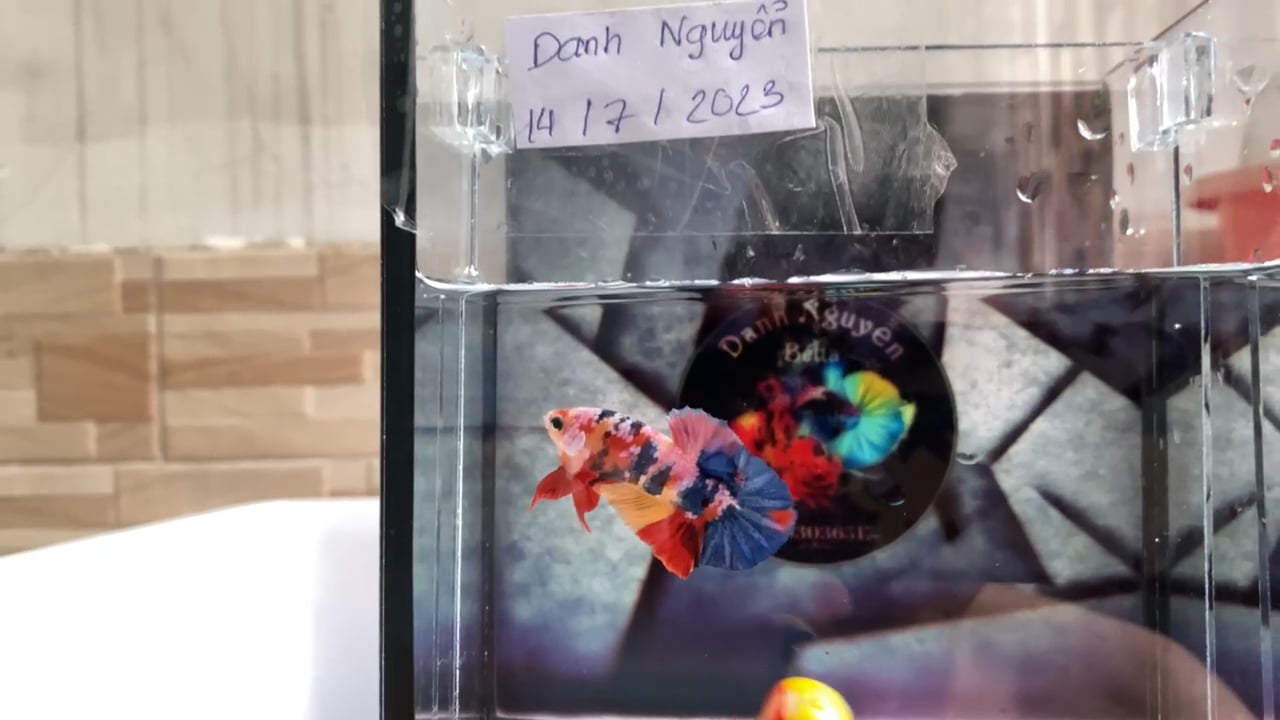 Danh Nguyễn
14/7/2023
Danh Nguyen
Betta